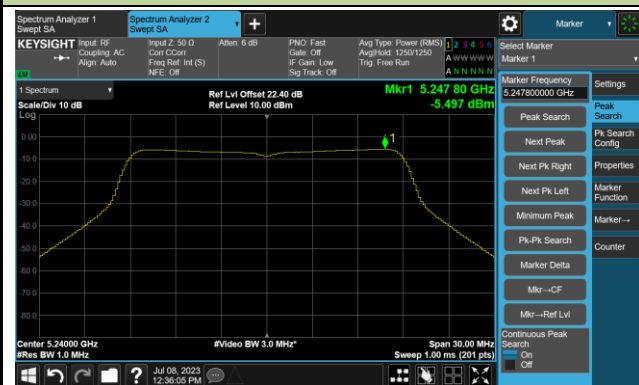 Spectrum Analyzer 1
Swept SA
Spectrum Analyzer 2
Swept SA
+
Marker
KEYSIGHT
Input: RF
Coupling: AC
Align: Auto
Input Z: 50 Ω
Corr CCorr
Freq Ref: Int (S)
NFE: Off
Atten: 6 dB
PNO: Fast
Gate: Off
IF Gain: Low
Sig Track: Off
Avg Type: Power (RMS)
Avg|Hold: 1250/1250
Trig: Free Run
1 2 3 4 5 6
A W W W W W
A N N N N N
Select Marker
Marker 1
1 Spectrum
Scale/Div 10 dB
Log
Ref Lvl Offset 22.40 dB
Ref Level 10.00 dBm
Mkr1 5.247 80 GHz
-5.497 dBm
1
0.00
-10.0
-20.0
-30.0
-40.0
-50.0
-60.0
-70.0
-80.0
Center 5.24000 GHz
#Res BW 1.0 MHz
#Video BW 3.0 MHz*
Span 30.00 MHz
Sweep 1.00 ms (201 pts)
Marker Frequency
5.247800000 GHz
Peak Search
Next Peak
Next Pk Right
Next Pk Left
Minimum Peak
Pk-Pk Search
Marker Delta
Mkr→CF
Mkr→Ref Lvl
Continuous Peak
Search
On
Off
Settings
Peak
Search
Pk Search
Config
Properties
Marker
Function
Marker→
Counter
?
Jul 08, 2023
12:36:05 PM